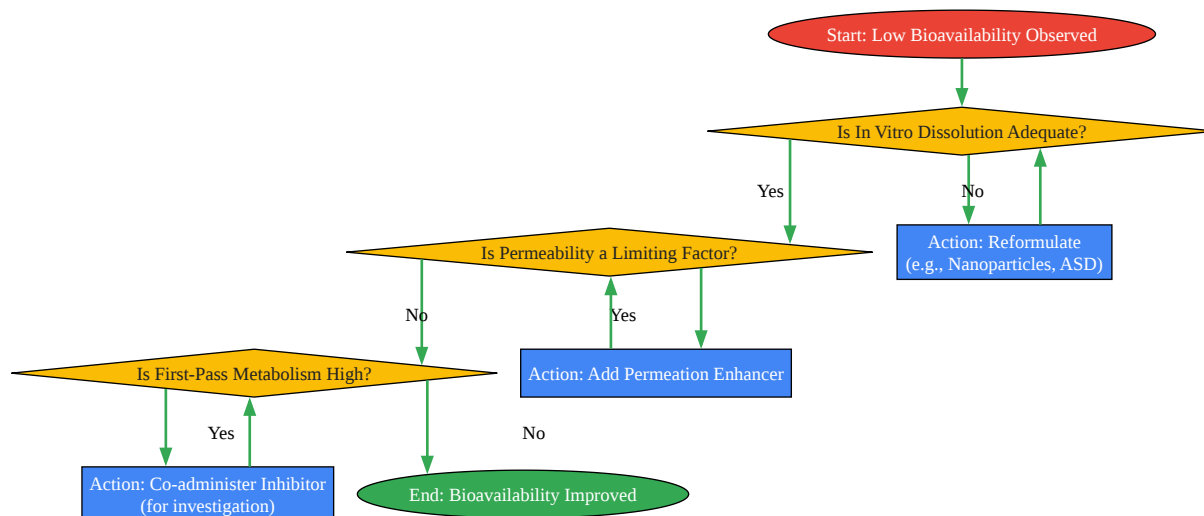 Start: Low Bioavailability Observed
Is In Vitro Dissolution Adequate?
Yes
No
Action: Reformulate
(e.g., Nanoparticles, ASD)
Is Permeability a Limiting Factor?
No
Yes
Action: Add Permeation Enhancer
Is First-Pass Metabolism High?
Yes
No
Action: Co-administer Inhibitor
(for investigation)
End: Bioavailability Improved